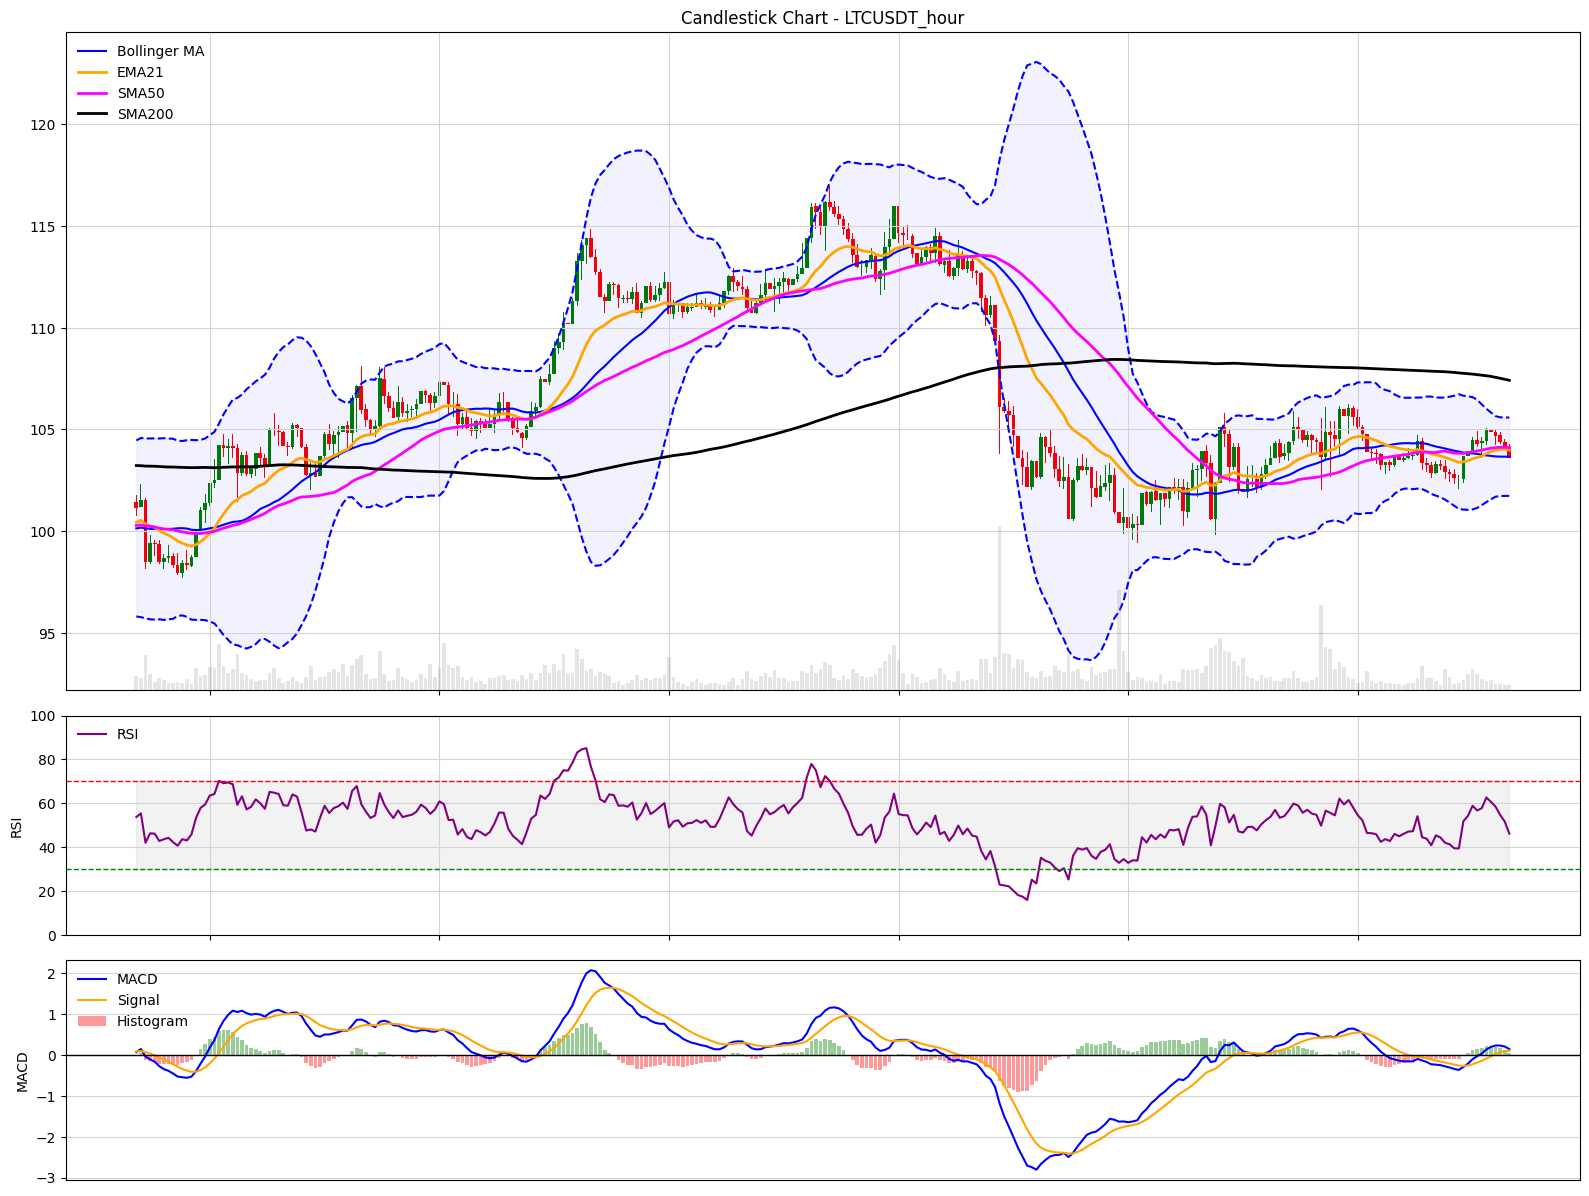 Candlestick Chart - LTCUSDT_hour
Bollinger MA
EMA21
SMA50
SMA200
120
115
110
105
100
95
RSI
100
80
60
40
20
0
RSI
MACD
Signal
Histogram
2
1
0
−1
−2
−3
MACD